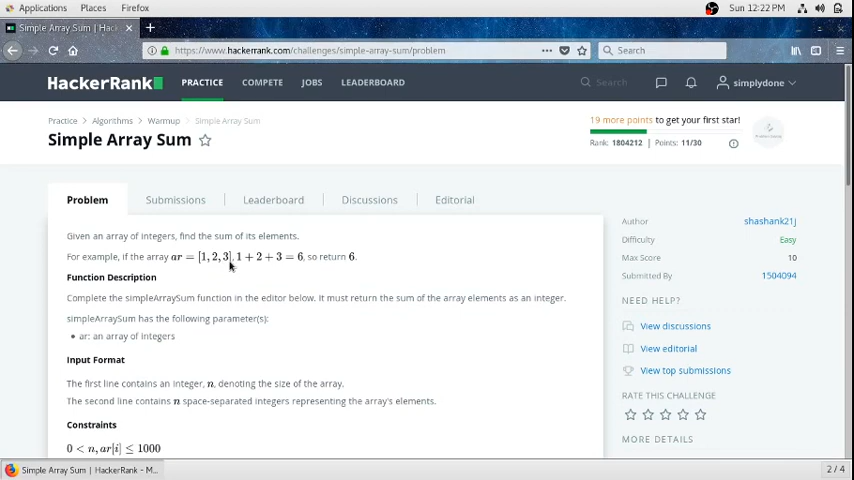 Applications Places Firefox Sun 12:22 PM
Simple Array Sum | Hack
https://www.hackerrank.com/challenges/simple-array-sum/problem Search
HackerRank PRACTICE COMPETE JOBS LEADERBOARD Search simplydone
Practice > Algorithms > Warmup > Simple Array Sum
19 more points to get your first star!
Simple Array Sum
Rank: 1804212 | Points: 11/30
Problem Submissions Leaderboard Discussions Editorial
Given an array of integers, find the sum of its elements.
For example, if the array ar = [1, 2, 3], 1 + 2 + 3 = 6, so return 6.
Function Description
Complete the simpleArraySum function in the editor below. It must return the sum of the array elements as an integer.
simpleArraySum has the following parameter(s):
• ar: an array of integers
Input Format
The first line contains an integer, n, denoting the size of the array.
The second line contains n space-separated integers representing the array's elements.
Constraints
0 < n, ar[i] ≤ 1000
Author shashank21j
Difficulty Easy
Max Score 10
Submitted By 1504094
NEED HELP?
View discussions
View editorial
View top submissions
RATE THIS CHALLENGE
MORE DETAILS
Simple Array Sum | HackerRank - M... 2 / 4